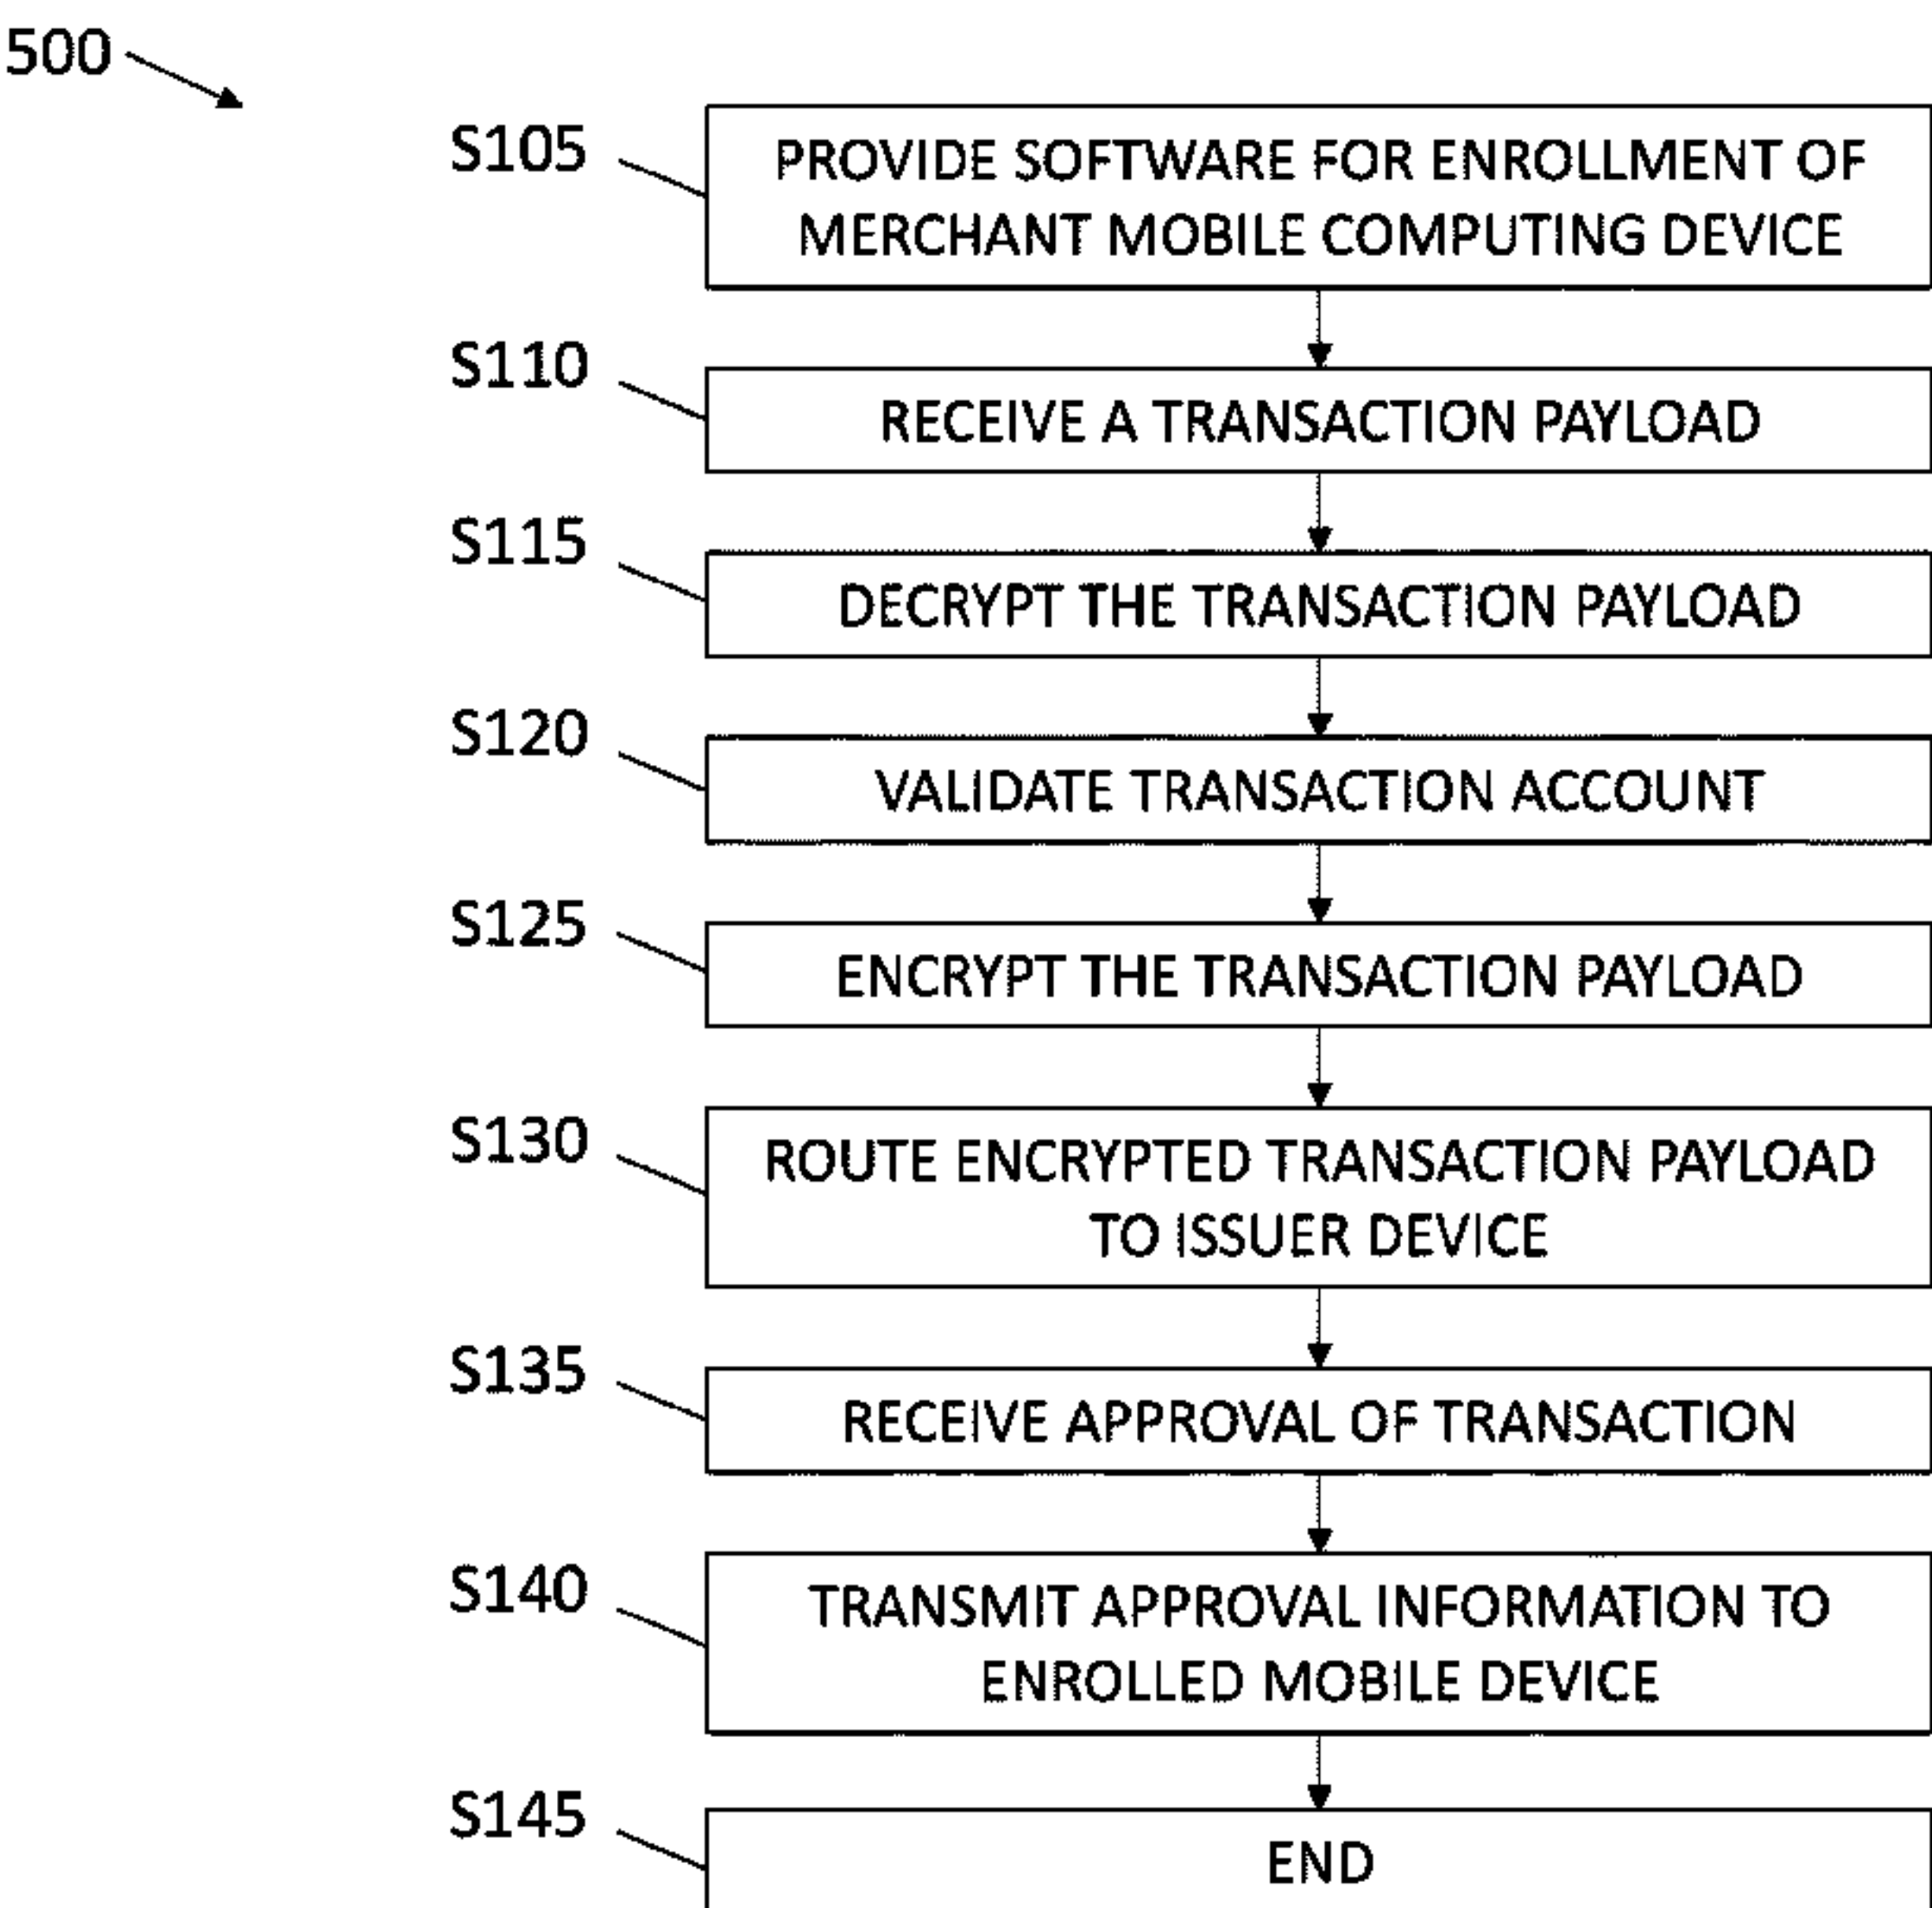 500
S105
PROVIDE SOFTWARE FOR ENROLLMENT OF
MERCHANT MOBILE COMPUTING DEVICE
S110
RECEIVE A TRANSACTION PAYLOAD
S115
DECRYPT THE TRANSACTION PAYLOAD
S120
VALIDATE TRANSACTION ACCOUNT
S125
ENCRYPT THE TRANSACTION PAYLOAD
S130
ROUTE ENCRYPTED TRANSACTION PAYLOAD
TO ISSUER DEVICE
S135
RECEIVE APPROVAL OF TRANSACTION
S140
TRANSMIT APPROVAL INFORMATION TO
ENROLLED MOBILE DEVICE
S145
END